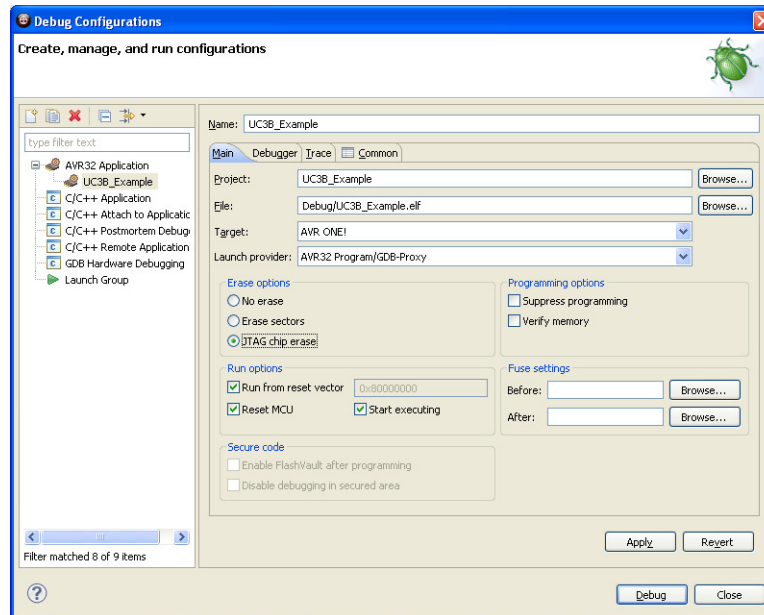 Debug Configurations
Create, manage, and run configurations
type filter text
AVR32 Application
UC3B_Example
C/C++ Application
C/C++ Attach to Applicatic
C/C++ Postmortem Debug
C/C++ Remote Application
GDB Hardware Debugging
Launch Group
Filter matched 8 of 9 items
Name: UC3B_Example
Main Debugger Trace Common
Project: UC3B_Example Browse...
File: Debug/UC3B_Example.elf Browse...
Target: AVR ONE!
Launch provider: AVR32 Program/GDB-Proxy
Erase options
No erase
Erase sectors
JTAG chip erase
Programming options
Suppress programming
Verify memory
Run options
Run from reset vector 0x80000000
Reset MCU Start executing
Fuse settings
Before: Browse...
After: Browse...
Secure code
Enable FlashVault after programming
Disable debugging in secured area
Apply Revert
? Debug Close